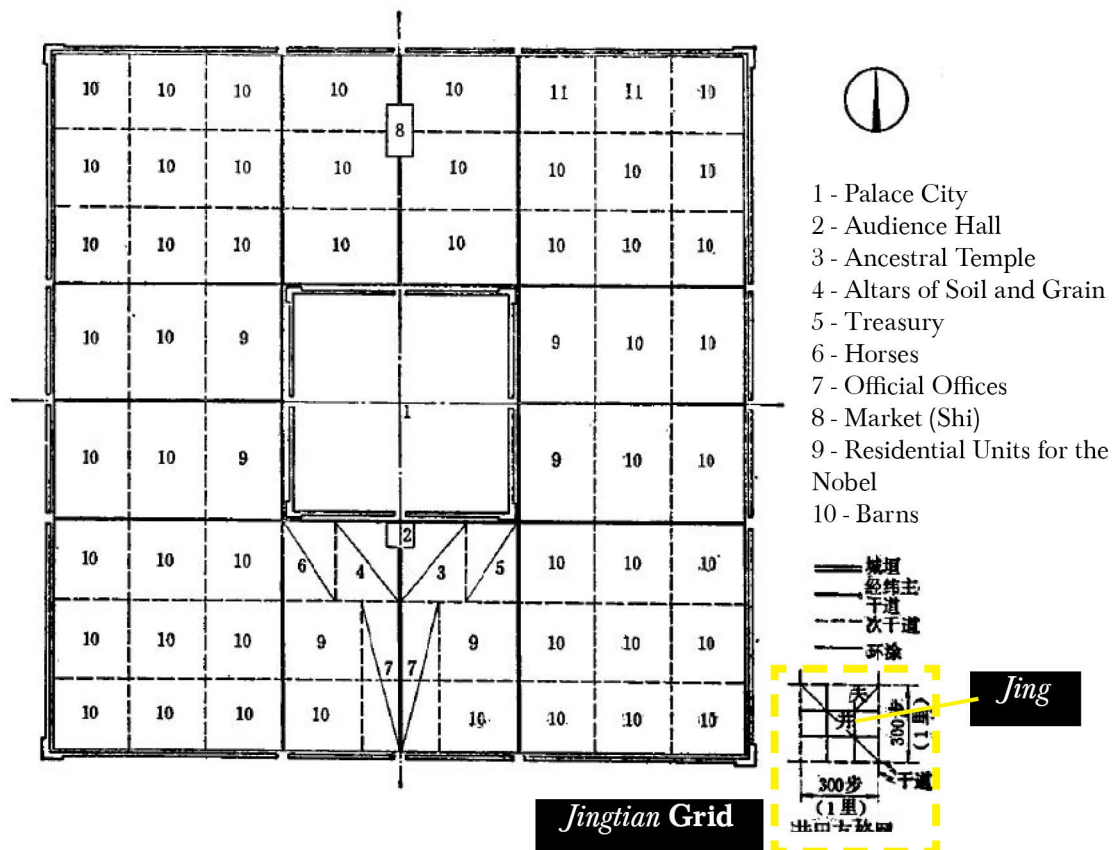 10 10 10 10 10 11 11 10
8
10 10 10 10 10 10 10 10
10 10 10 10 10 10 10 10
10 10 9 9 10 10
1
10 10 9 9 10 10
2
10 10 10 6 4 3 5 10 10 10
10 10 10 9 7 7 9 10 10 10
10 10 10 10 10 10 10 10
1 - Palace City
2 - Audience Hall
3 - Ancestral Temple
4 - Altars of Soil and Grain
5 - Treasury
6 - Horses
7 - Official Offices
8 - Market (Shi)
9 - Residential Units for the
Nobel
10 - Barns
城垣
经纬主
干道
次干道
环涂
夫
井
300步
(1里)
干道
300步
(1里)
Jing
Jingtian Grid